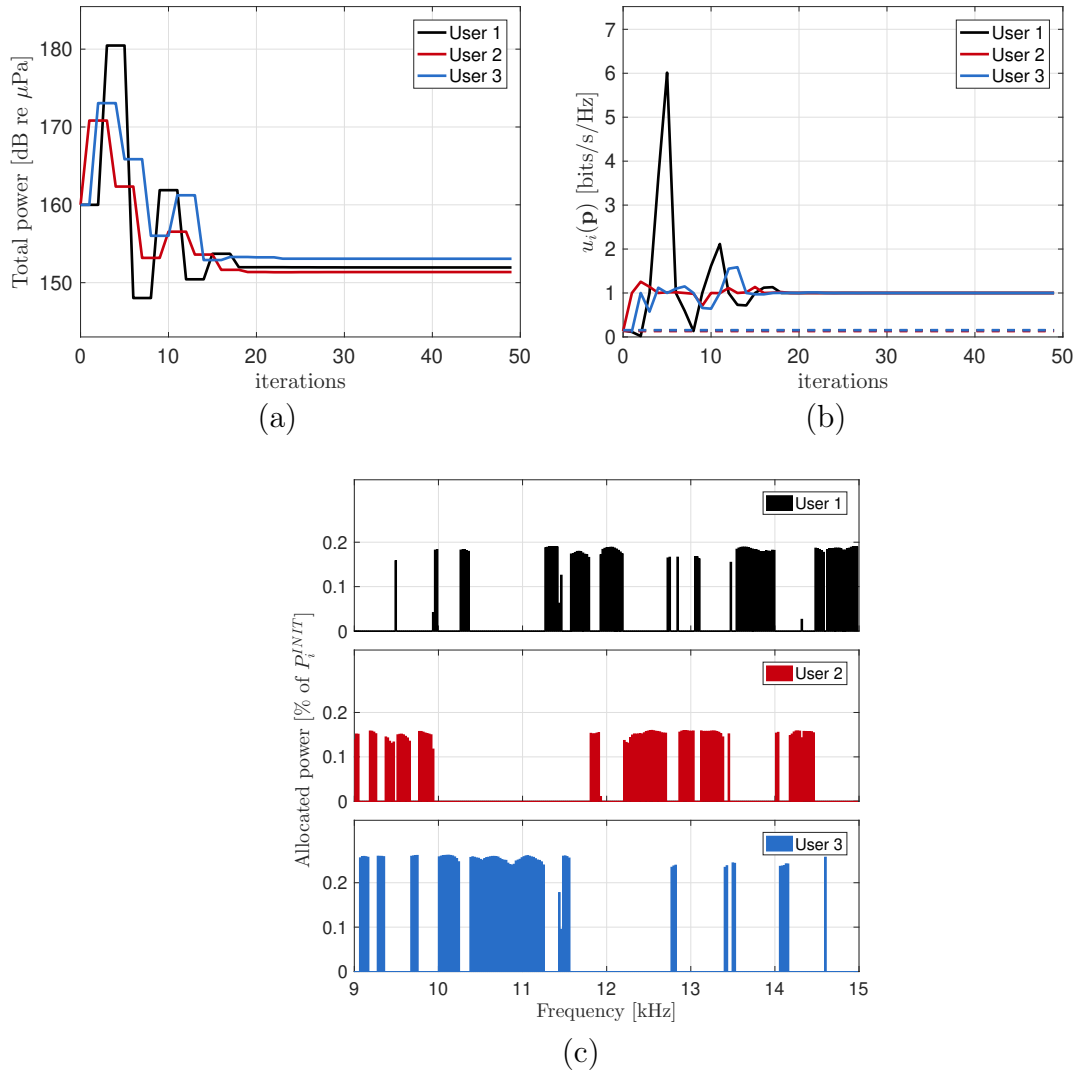 User 1
User 2
User 3
180
170
160
150
0
10
20
30
40
50
Total power [dB re μPa]
iterations
(a)
User 1
User 2
User 3
7
6
5
4
3
2
1
0
0
10
20
30
40
50
u_i(p) [bits/s/Hz]
iterations
(b)
User 1
0.2
0.1
0
User 2
0.2
0.1
0
User 3
0.2
0.1
0
9
10
11
12
13
14
15
Allocated power [% of P_i^{INIT}]
Frequency [kHz]
(c)